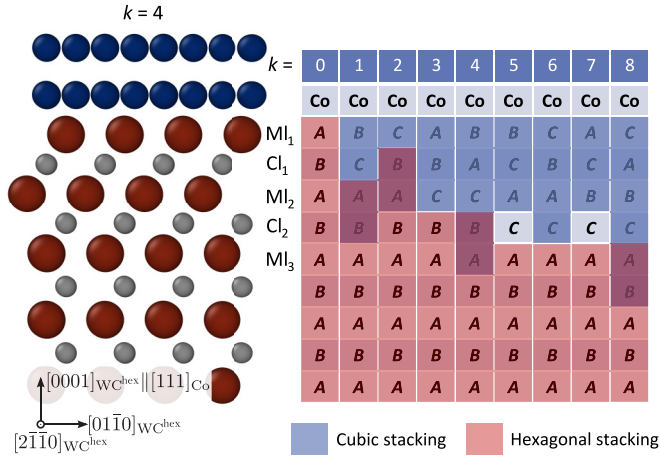 k = 4
k = 0 1 2 3 4 5 6 7 8
Co Co Co Co Co Co Co Co Co
Ml₁ A B C A B B C A C
Cl₁ B C B B A C B C A
Ml₂ A A A C C A A B B
Cl₂ B B B B B C C C C
Ml₃ A A A A A A A A A
B B B B B B B B B
A A A A A A A A A
B B B B B B B B B
A A A A A A A A A
[0001]WCʰᵉˣ∥[111]Co
[011̄0]WCʰᵉˣ
[21̄1̄0]WCʰᵉˣ
Cubic stacking
Hexagonal stacking